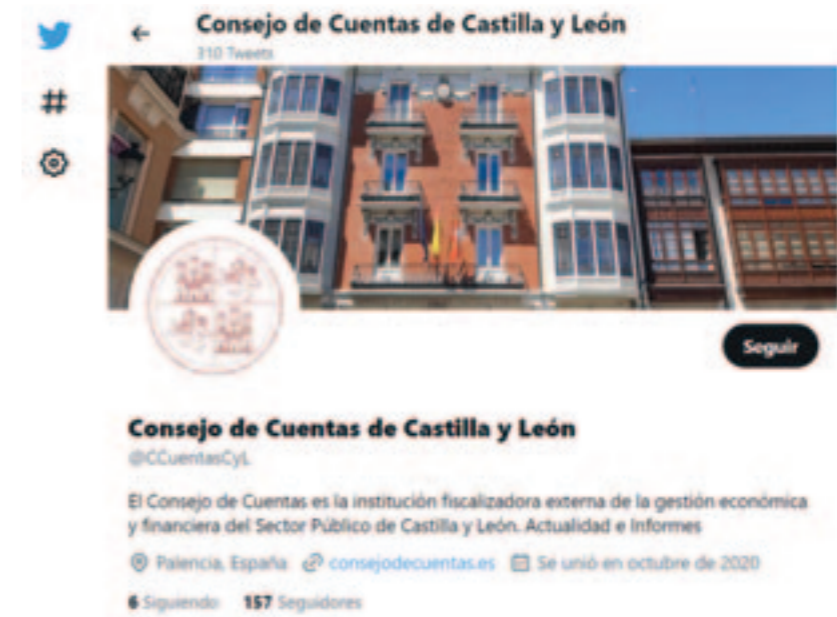 Consejo de Cuentas de Castilla y León
310 Tweets
Seguir
Consejo de Cuentas de Castilla y León
@CCuentasCyL
El Consejo de Cuentas es la institución fiscalizadora externa de la gestión económica
y financiera del Sector Público de Castilla y León. Actualidad e Informes
Palencia, España consejodecuentas.es Se unió en octubre de 2020
6 Siguiendo 157 Seguidores